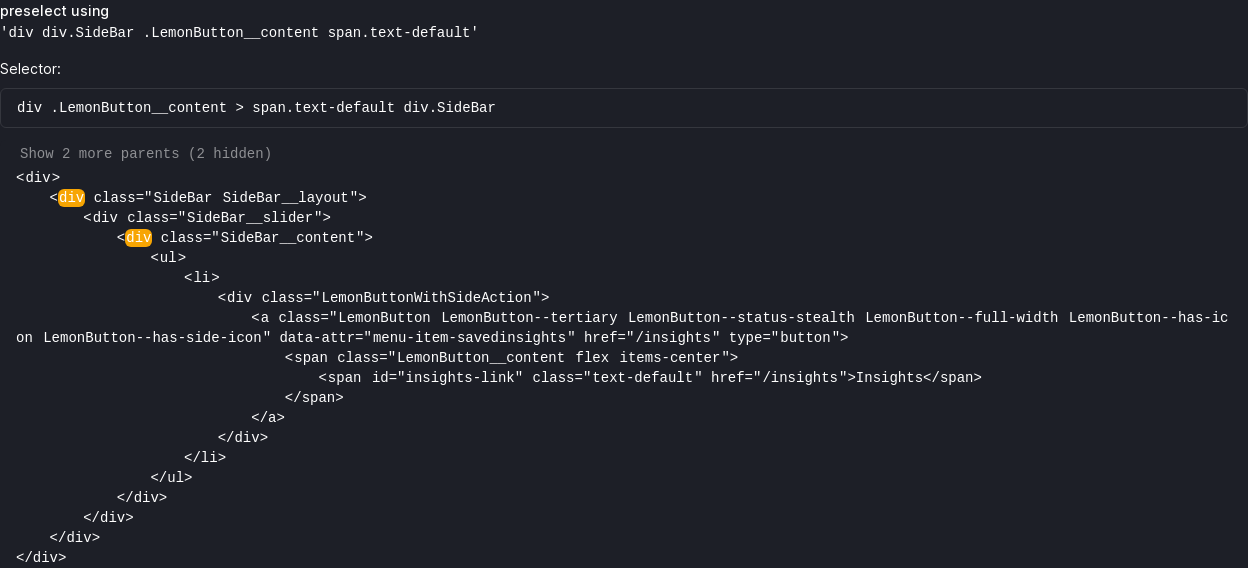 preselect using
'div div.SideBar .LemonButton__content span.text-default'
Selector:
div .LemonButton__content > span.text-default div.SideBar
Show 2 more parents (2 hidden)
<div>
<div class="SideBar SideBar__layout">
<div class="SideBar__slider">
<div class="SideBar__content">
<ul>
<li>
<div class="LemonButtonWithSideAction">
<a class="LemonButton LemonButton--tertiary LemonButton--status-stealth LemonButton--full-width LemonButton--has-ic
on LemonButton--has-side-icon" data-attr="menu-item-savedinsights" href="/insights" type="button">
<span class="LemonButton__content flex items-center">
<span id="insights-link" class="text-default" href="/insights">Insights</span>
</span>
</a>
</div>
</li>
</ul>
</div>
</div>
</div>
</div>